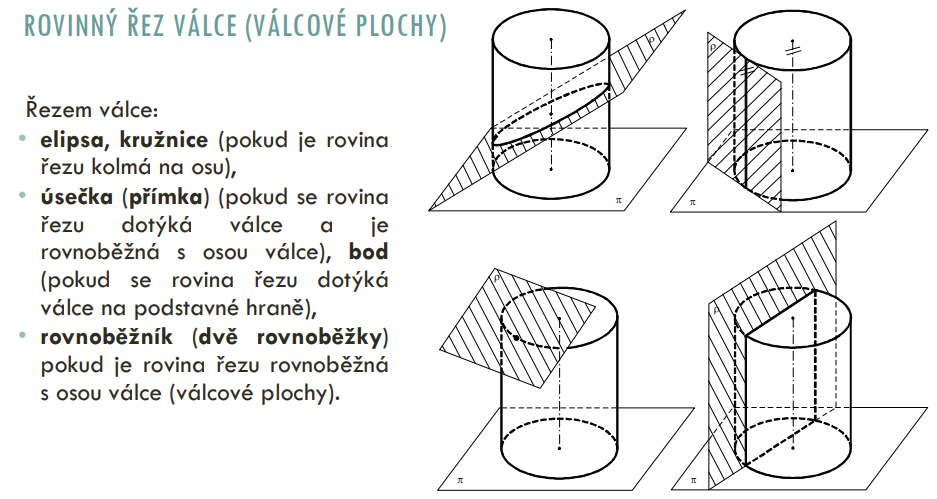 ROVINNÝ ŘEZ VÁLCE (VÁLCOVÉ PLOCHY)
Řezem válce:
• elipsa, kružnice (pokud je rovina
řezu kolmá na osu),
• úsečka (přímka) (pokud se rovina
řezu dotýká válce a je
rovnoběžná s osou válce), bod
(pokud se rovina řezu dotýká
válce na podstavné hraně),
• rovnoběžník (dvě rovnoběžky)
pokud je rovina řezu rovnoběžná
s osou válce (válcové plochy).
ρ
π
ρ
π
ρ
π
ρ
π